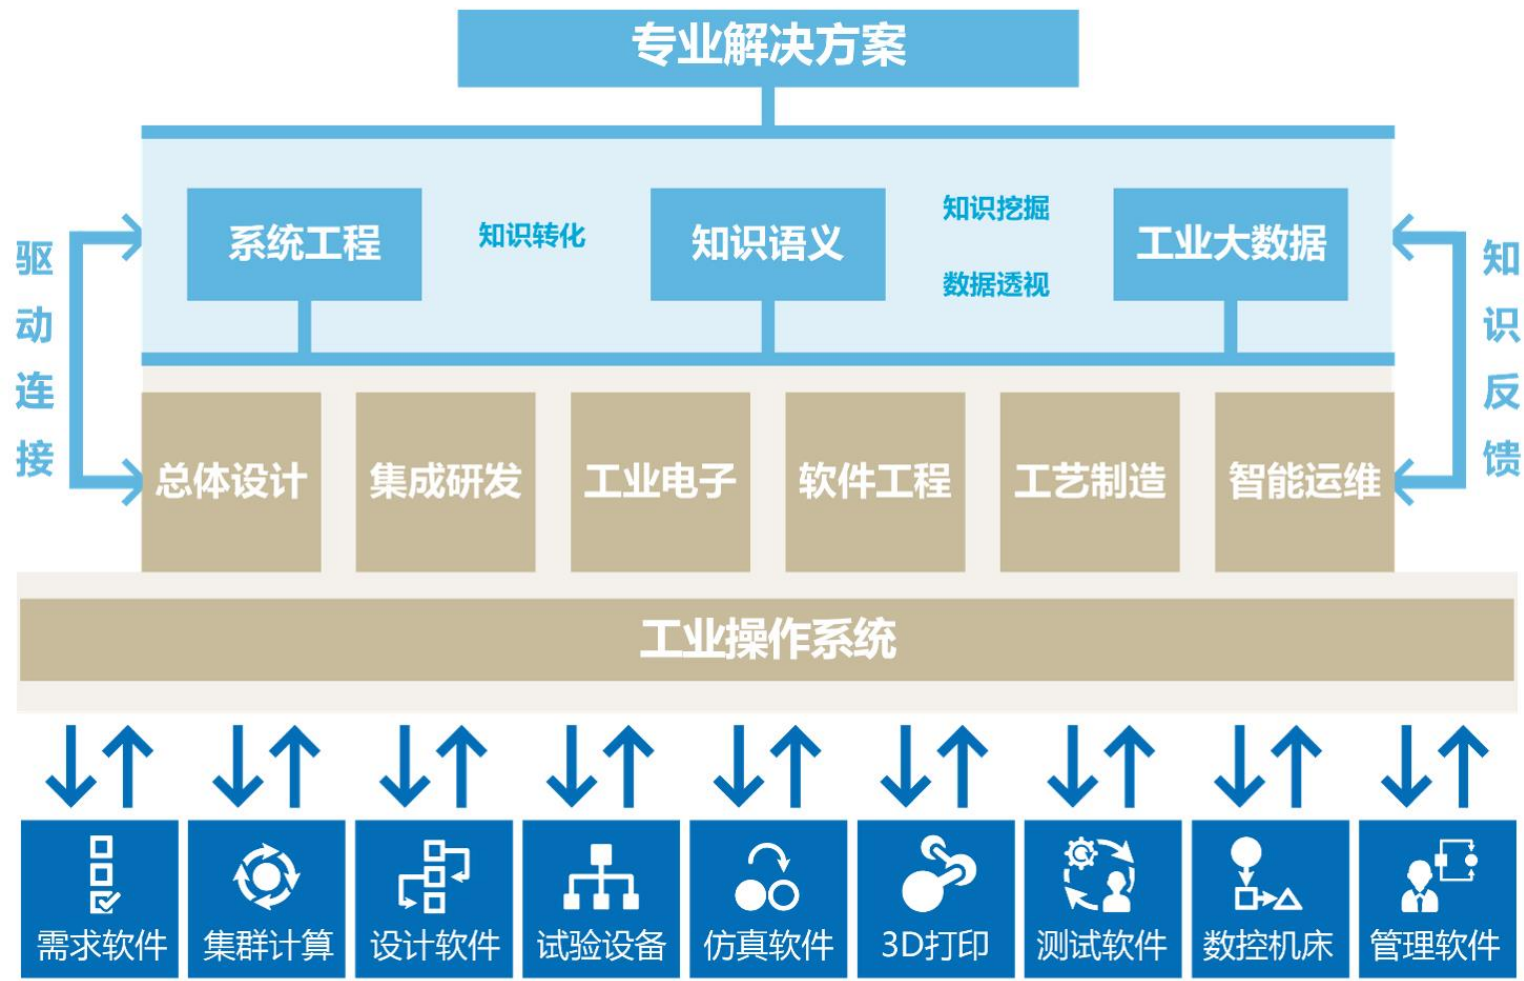 专业解决方案
系统工程
知识转化
知识语义
知识挖掘
数据透视
工业大数据
驱动连接
知识反馈
总体设计
集成研发
工业电子
软件工程
工艺制造
智能运维
工业操作系统
需求软件
集群计算
设计软件
试验设备
仿真软件
3D打印
测试软件
数控机床
管理软件